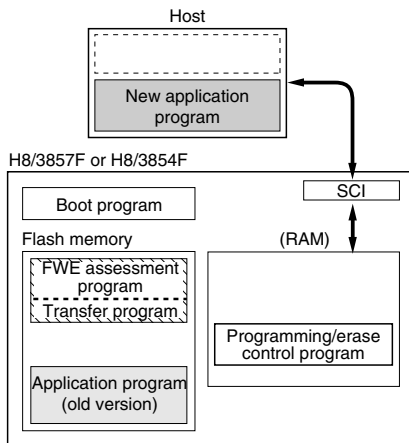 Host
New application
program
H8/3857F or H8/3854F
SCI
Boot program
Flash memory
(RAM)
FWE assessment
program
Transfer program
Programming/erase
control program
Application program
(old version)